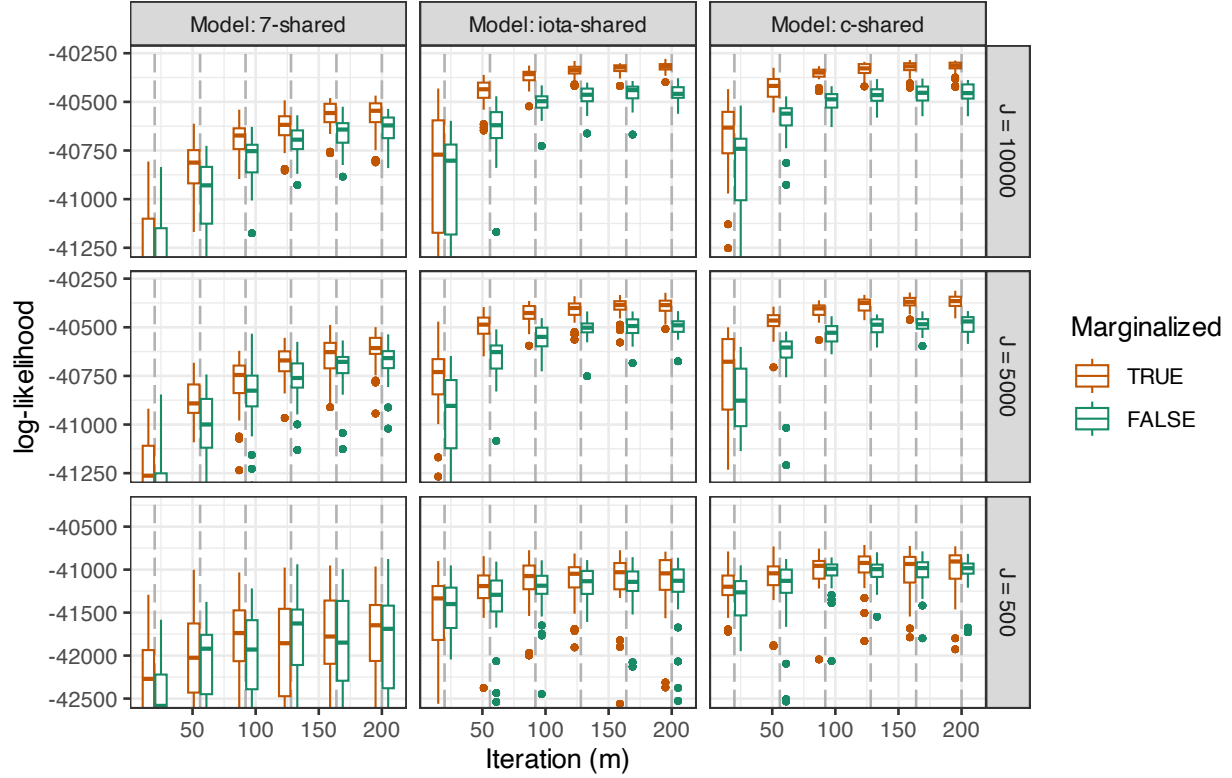 Model: 7-shared
Model: iota-shared
Model: c-shared
-40250
-40500
-40750
-41000
-41250
J = 10000
-40250
-40500
-40750
-41000
-41250
J = 5000
-40500
-41000
-41500
-42000
-42500
J = 500
log-likelihood
50 100 150 200
50 100 150 200
50 100 150 200
Iteration (m)
Marginalized
TRUE
FALSE